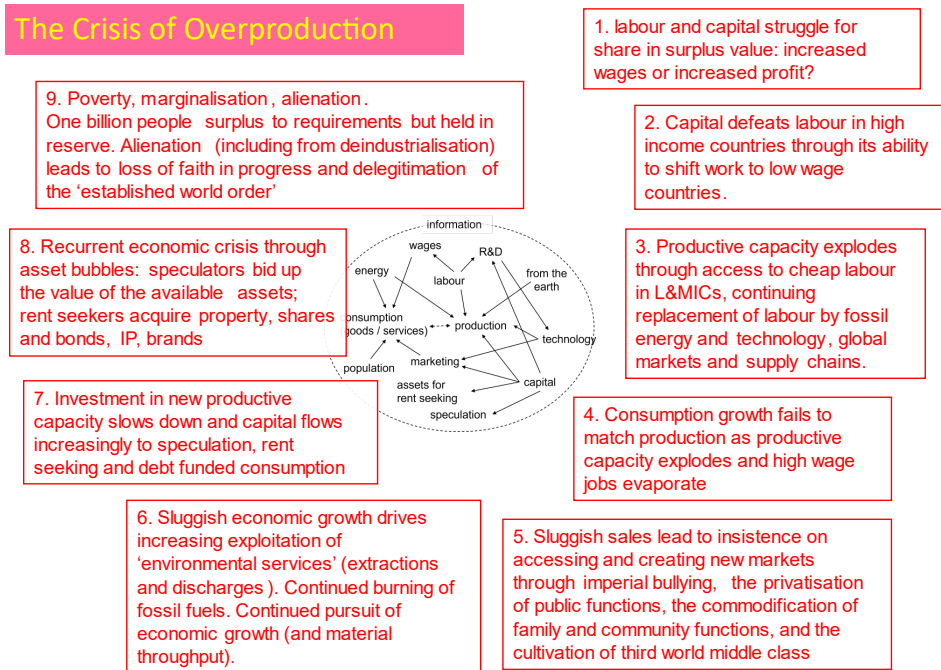 The Crisis of Overproduction
1. labour and capital struggle for
share in surplus value: increased
wages or increased profit?
2. Capital defeats labour in high
income countries through its ability
to shift work to low wage
countries.
3. Productive capacity explodes
through access to cheap labour
in L&MICs, continuing
replacement of labour by fossil
energy and technology, global
markets and supply chains.
4. Consumption growth fails to
match production as productive
capacity explodes and high wage
jobs evaporate
5. Sluggish sales lead to insistence on
accessing and creating new markets
through imperial bullying, the privatisation
of public functions, the commodification of
family and community functions, and the
cultivation of third world middle class
6. Sluggish economic growth drives
increasing exploitation of
‘environmental services’ (extractions
and discharges). Continued burning of
fossil fuels. Continued pursuit of
economic growth (and material
throughput).
7. Investment in new productive
capacity slows down and capital flows
increasingly to speculation, rent
seeking and debt funded consumption
8. Recurrent economic crisis through
asset bubbles: speculators bid up
the value of the available assets;
rent seekers acquire property, shares
and bonds, IP, brands
9. Poverty, marginalisation, alienation.
One billion people surplus to requirements but held in
reserve. Alienation (including from deindustrialisation)
leads to loss of faith in progress and delegitimation of
the ‘established world order’
information
wages
R&D
energy
labour
from the
earth
onsumption
goods / services)
production
technology
population
marketing
assets for
rent seeking
capital
speculation